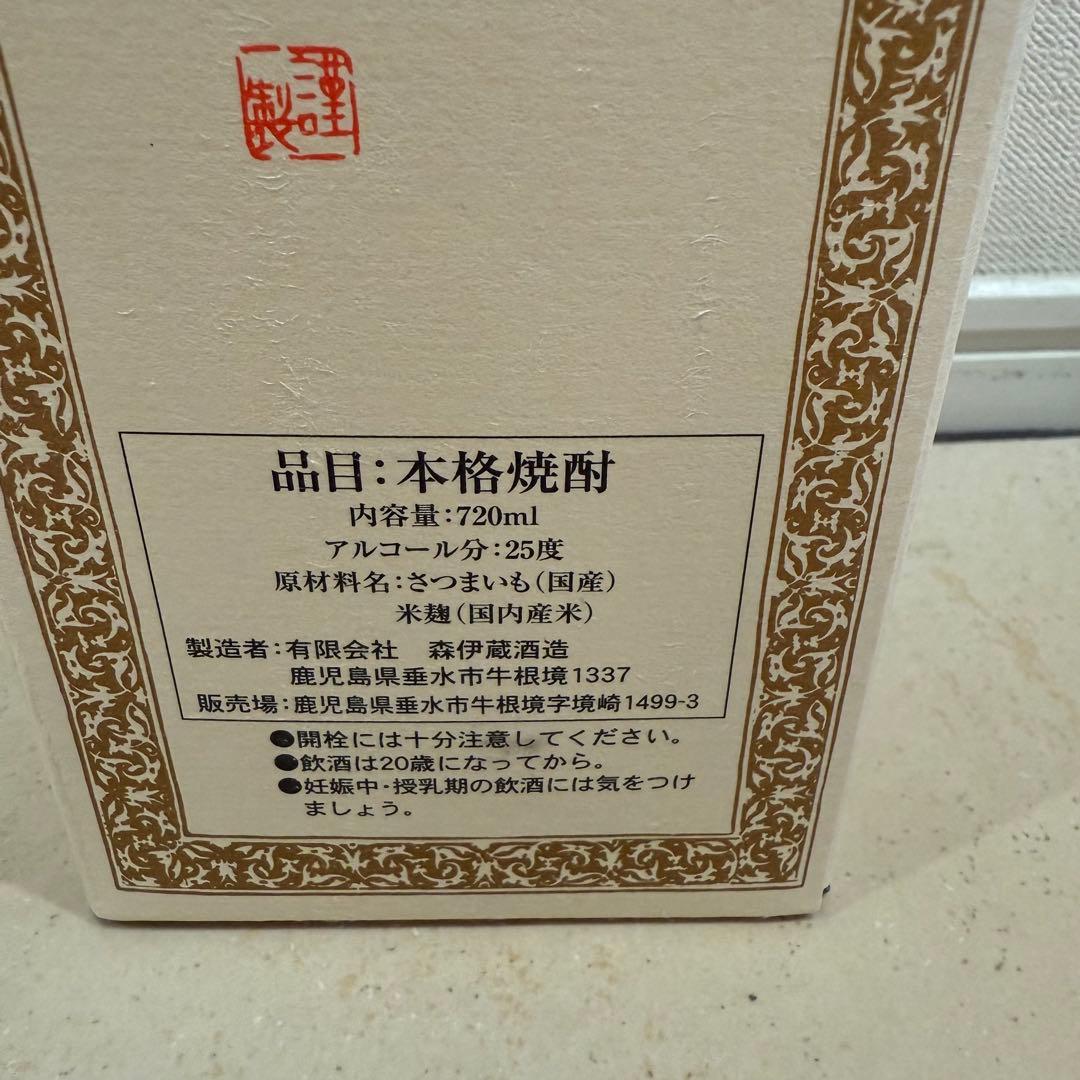 謹製
品目：本格焼酎
内容量：720ml
アルコール分：25度
原材料名：さつまいも（国産）
米麹（国内産米）
製造者：有限会社　森伊蔵酒造
鹿児島県垂水市牛根境1337
販売場：鹿児島県垂水市牛根境字境崎1499-3
●開栓には十分注意してください。
●飲酒は20歳になってから。
●妊娠中・授乳期の飲酒には気をつけ
ましょう。